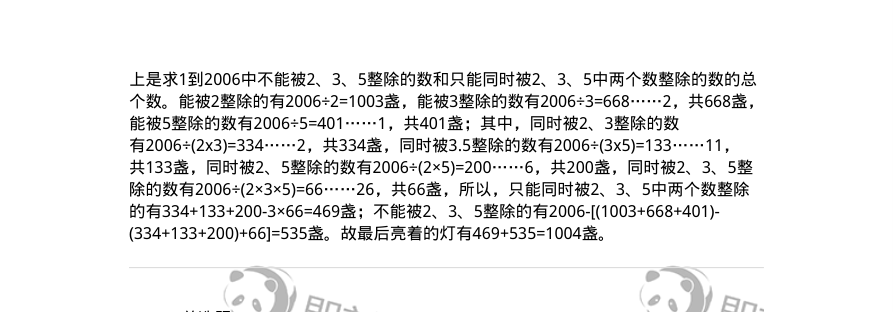 上是求1到2006中不能被2、3、5整除的数和只能同时被2、3、5中两个数整除的数的总
个数。能被2整除的有2006÷2=1003盏，能被3整除的数有2006÷3=668……2，共668盏，
能被5整除的数有2006÷5=401……1，共401盏；其中，同时被2、3整除的数
有2006÷(2x3)=334……2，共334盏，同时被3.5整除的数有2006÷(3x5)=133……11，
共133盏，同时被2、5整除的数有2006÷(2×5)=200……6，共200盏，同时被2、3、5整
除的数有2006÷(2×3×5)=66……26，共66盏，所以，只能同时被2、3、5中两个数整除
的有334+133+200-3×66=469盏；不能被2、3、5整除的有2006-[(1003+668+401)-
(334+133+200)+66]=535盏。故最后亮着的灯有469+535=1004盏。